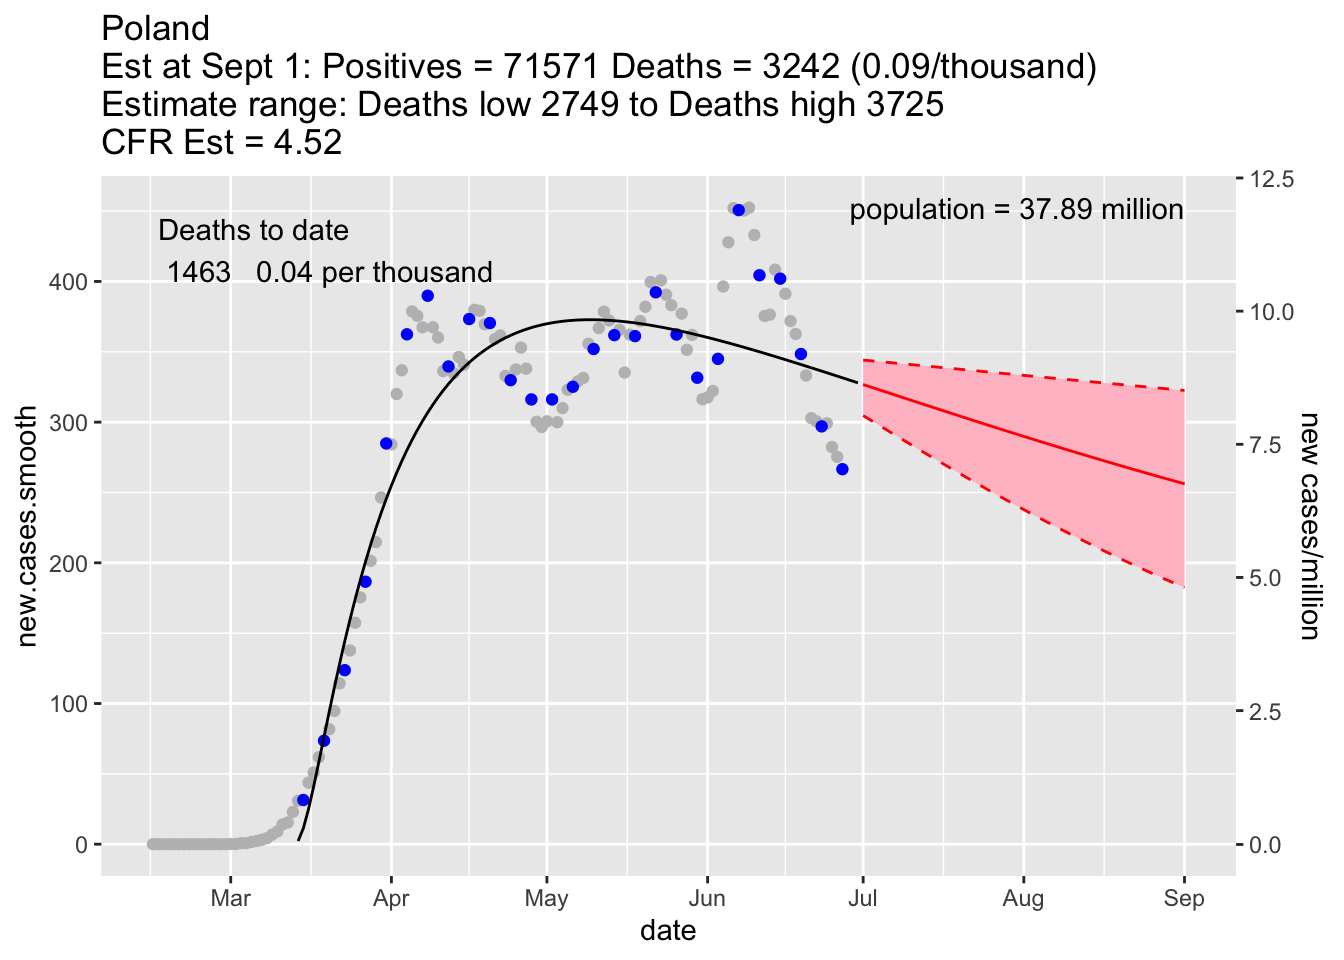 Poland
Est at Sept 1: Positives = 71571 Deaths = 3242 (0.09/thousand)
Estimate range: Deaths low 2749 to Deaths high 3725
CFR Est = 4.52
Deaths to date
1463 0.04 per thousand
population = 37.89 million
new.cases.smooth
400
300
200
100
0
12.5
10.0
7.5
5.0
2.5
0.0
new cases/million
Mar Apr May Jun Jul Aug Sep
date